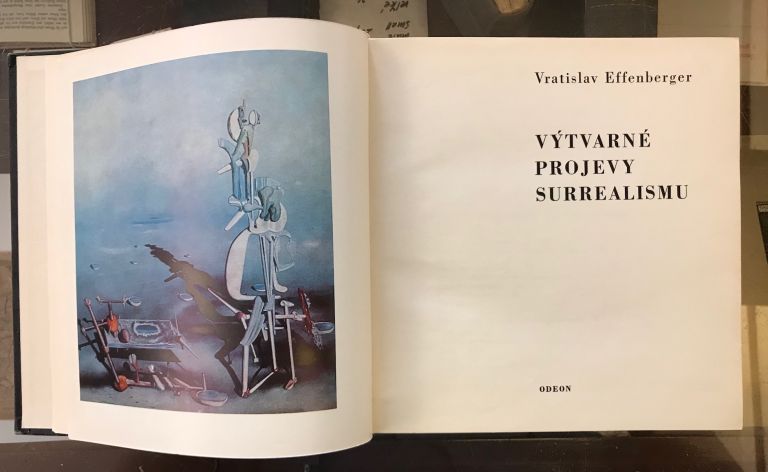 Vratislav Effenberger
VÝTVARNÉ
PROJEVY
SURREALISMU
ODEON